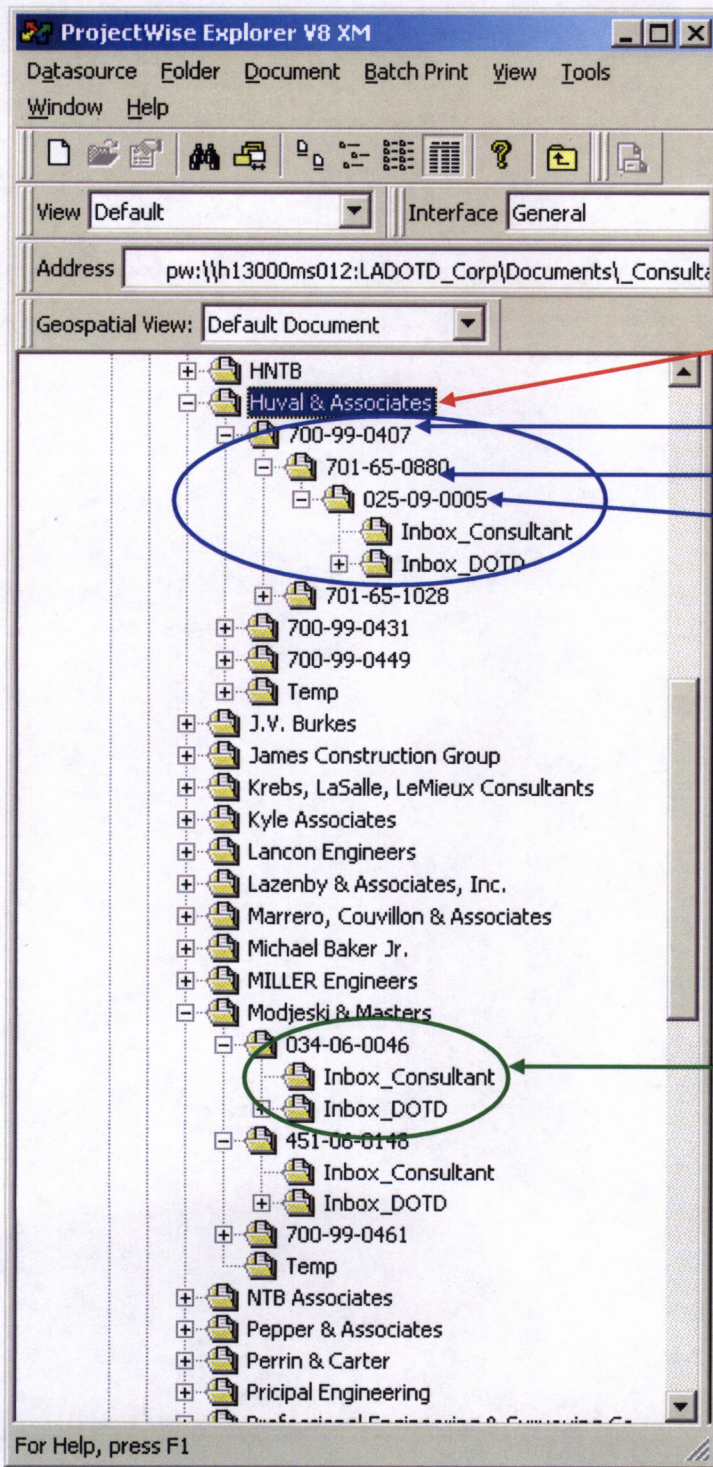 ProjectWise Explorer V8 XM
Datasource Folder Document Batch Print View Tools
Window Help
View Default Interface General
Address pw:\\h13000ms012:LADOTD_Corp\Documents\_Consulta
Geospatial View: Default Document
HNTB
Huval & Associates
700-99-0407
701-65-0880
025-09-0005
Inbox_Consultant
Inbox_DOTD
701-65-1028
700-99-0431
700-99-0449
Temp
J.V. Burkes
James Construction Group
Krebs, LaSalle, LeMieux Consultants
Kyle Associates
Lancon Engineers
Lazenby & Associates, Inc.
Marrero, Couvillon & Associates
Michael Baker Jr.
MILLER Engineers
Modjeski & Masters
034-06-0046
Inbox_Consultant
Inbox_DOTD
451-06-0148
Inbox_Consultant
Inbox_DOTD
700-99-0461
Temp
NTB Associates
Pepper & Associates
Perrin & Carter
Pricipal Engineering
Professional Engineering & Surveying Co
For Help, press F1